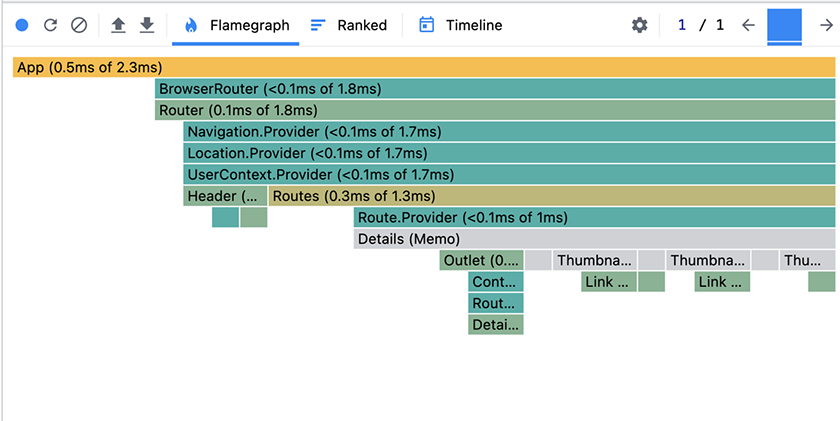 Flamegraph Ranked Timeline 1 / 1
App (0.5ms of 2.3ms)
BrowserRouter (<0.1ms of 1.8ms)
Router (0.1ms of 1.8ms)
Navigation.Provider (<0.1ms of 1.7ms)
Location.Provider (<0.1ms of 1.7ms)
UserContext.Provider (<0.1ms of 1.7ms)
Header (... Routes (0.3ms of 1.3ms)
Route.Provider (<0.1ms of 1ms)
Details (Memo)
Outlet (0.... Thumbna... Thumbna... Thu...
Cont... Link ... Link ...
Rout...
Detai...